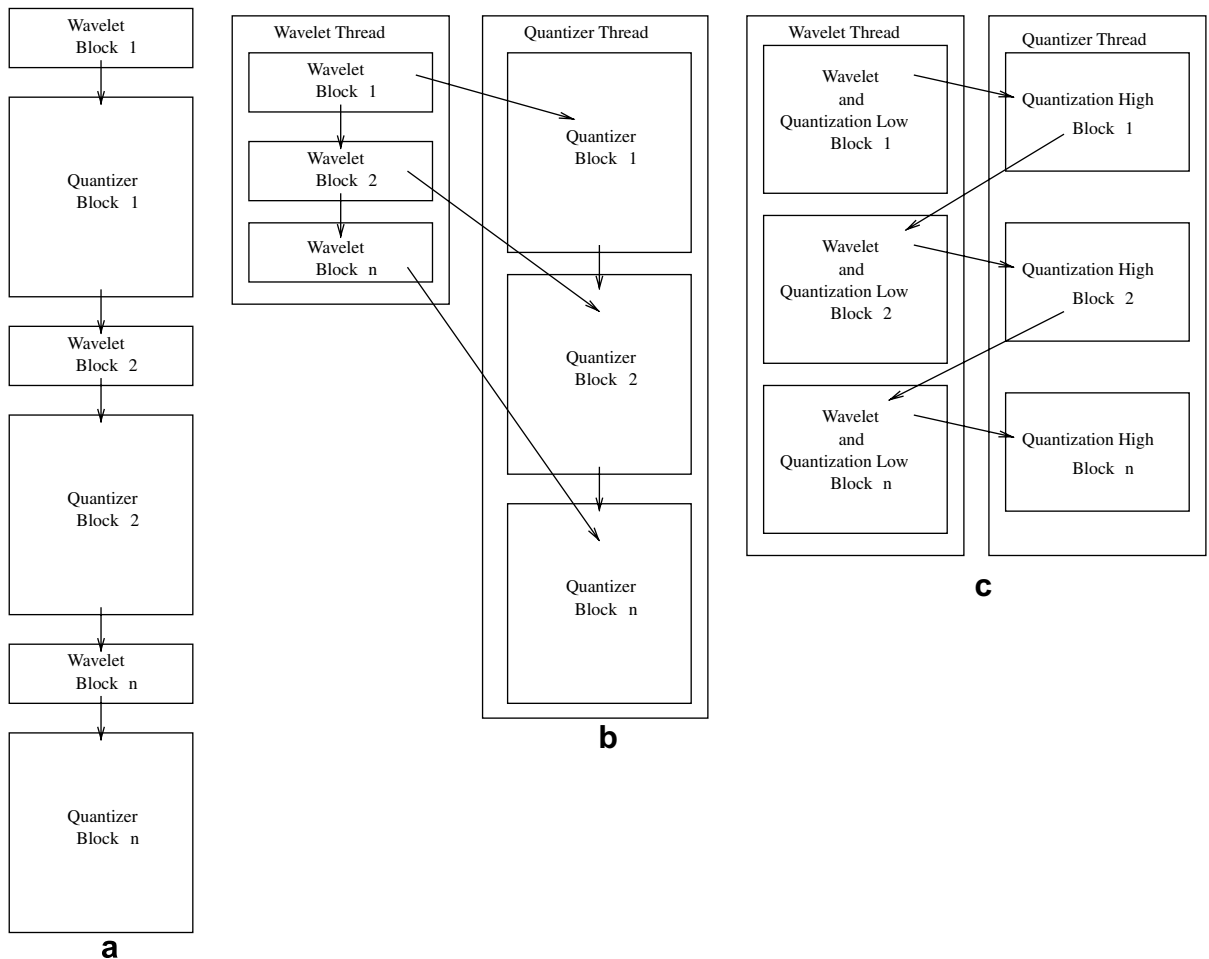 Wavelet
Block 1
Quantizer
Block 1
Wavelet
Block 2
Quantizer
Block 2
Wavelet
Block n
Quantizer
Block n
a
Wavelet Thread
Wavelet
Block 1
Wavelet
Block 2
Wavelet
Block n
Quantizer Thread
Quantizer
Block 1
Quantizer
Block 2
Quantizer
Block n
b
Wavelet Thread
Wavelet
and
Quantization Low
Block 1
Wavelet
and
Quantization Low
Block 2
Wavelet
and
Quantization Low
Block n
Quantizer Thread
Quantization High
Block 1
Quantization High
Block 2
Quantization High
Block n
c